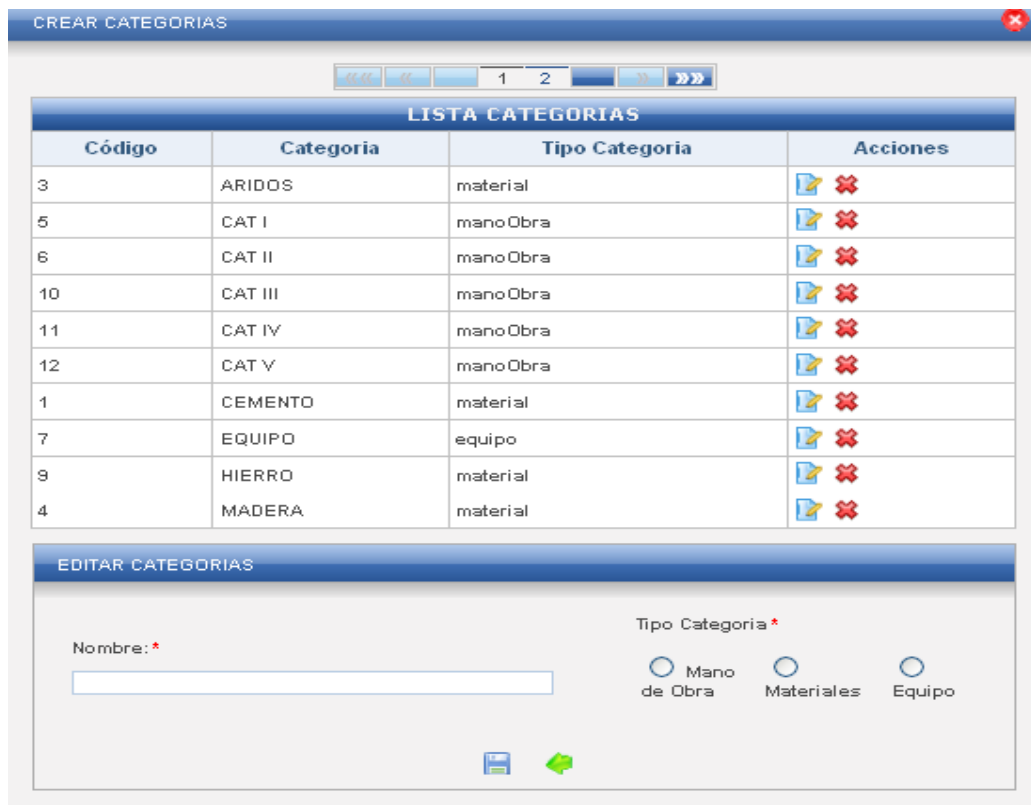 CREAR CATEGORIAS
«« « 1 2 » »»
LISTA CATEGORIAS
Código Categoria Tipo Categoria Acciones
3 ARIDOS material
5 CAT I manoObra
6 CAT II manoObra
10 CAT III manoObra
11 CAT IV manoObra
12 CAT V manoObra
1 CEMENTO material
7 EQUIPO equipo
9 HIERRO material
4 MADERA material
EDITAR CATEGORIAS
Tipo Categoria*
Nombre:*
Mano de Obra
Materiales
Equipo